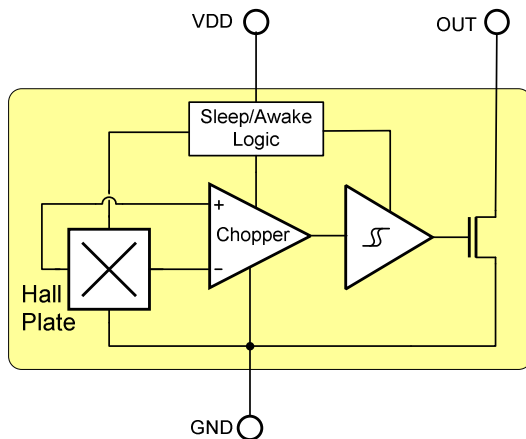 VDD
OUT
Sleep/Awake
Logic
+
Chopper
−
Hall
Plate
GND